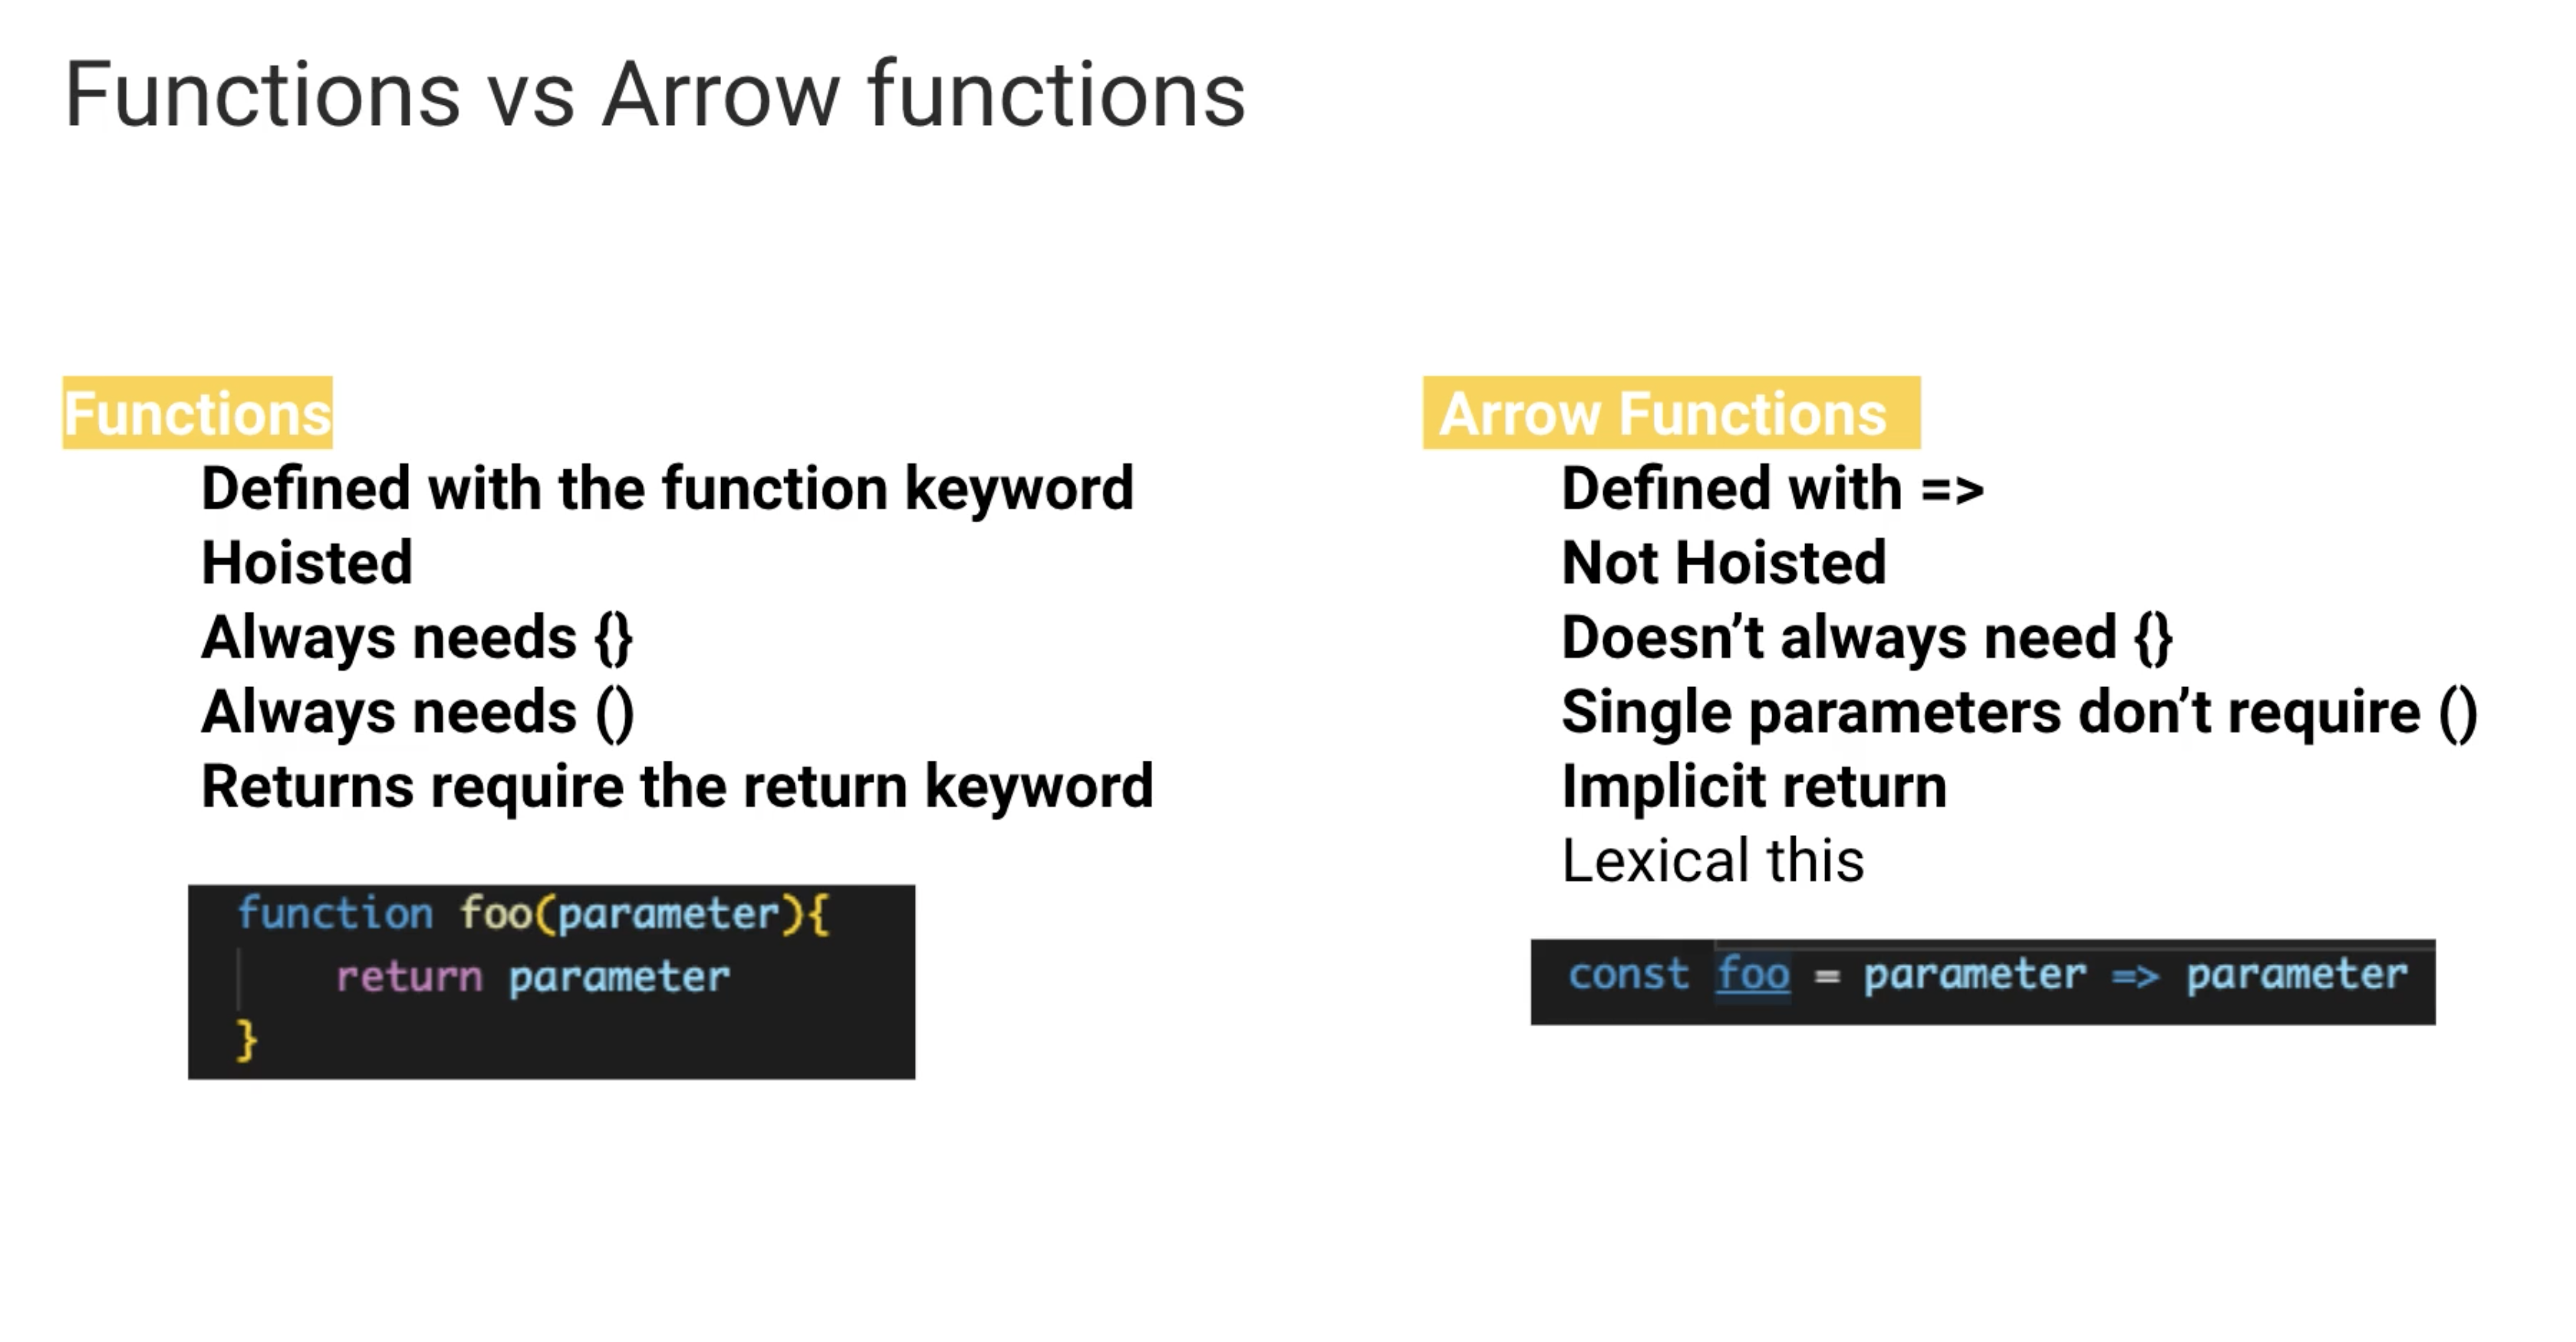 Functions vs Arrow functions
Functions
Defined with the function keyword
Hoisted
Always needs {}
Always needs ()
Returns require the return keyword
function foo(parameter){
    return parameter
}
Arrow Functions
Defined with =>
Not Hoisted
Doesn’t always need {}
Single parameters don’t require ()
Implicit return
Lexical this
const foo = parameter => parameter